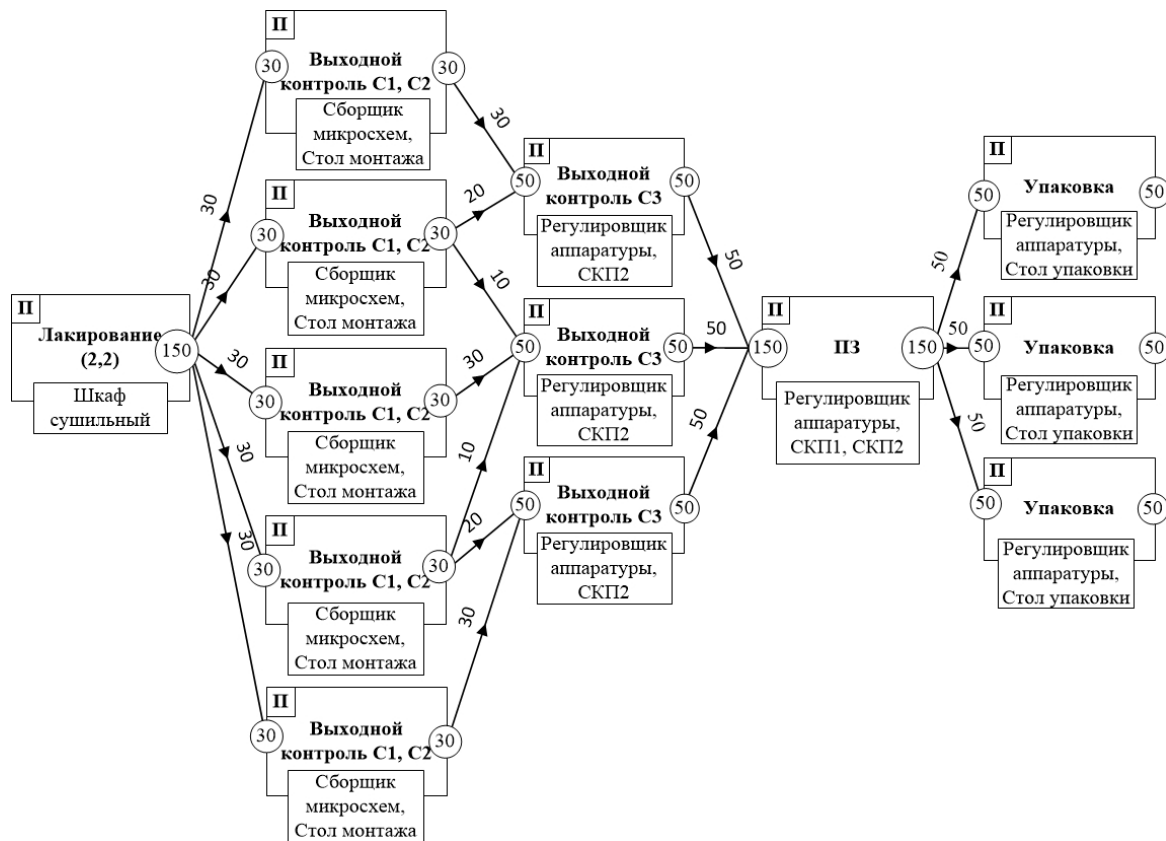 П
Лакирование
(2,2)
150
Шкаф
сушильный
30
30
30
30
30
П
30
Выходной
контроль С1, С2
30
Сборщик
микросхем,
Стол монтажа
П
30
Выходной
контроль С1, С2
30
Сборщик
микросхем,
Стол монтажа
П
30
Выходной
контроль С1, С2
30
Сборщик
микросхем,
Стол монтажа
П
30
Выходной
контроль С1, С2
30
Сборщик
микросхем,
Стол монтажа
П
30
Выходной
контроль С1, С2
30
Сборщик
микросхем,
Стол монтажа
30
20
10
30
10
20
30
П
50
Выходной
контроль С3
50
Регулировщик
аппаратуры,
СКП2
П
50
Выходной
контроль С3
50
Регулировщик
аппаратуры,
СКП2
П
50
Выходной
контроль С3
50
Регулировщик
аппаратуры,
СКП2
50
50
50
П
150
ПЗ
150
Регулировщик
аппаратуры,
СКП1, СКП2
50
50
50
П
50
Упаковка
50
Регулировщик
аппаратуры,
Стол упаковки
П
50
Упаковка
50
Регулировщик
аппаратуры,
Стол упаковки
П
50
Упаковка
50
Регулировщик
аппаратуры,
Стол упаковки